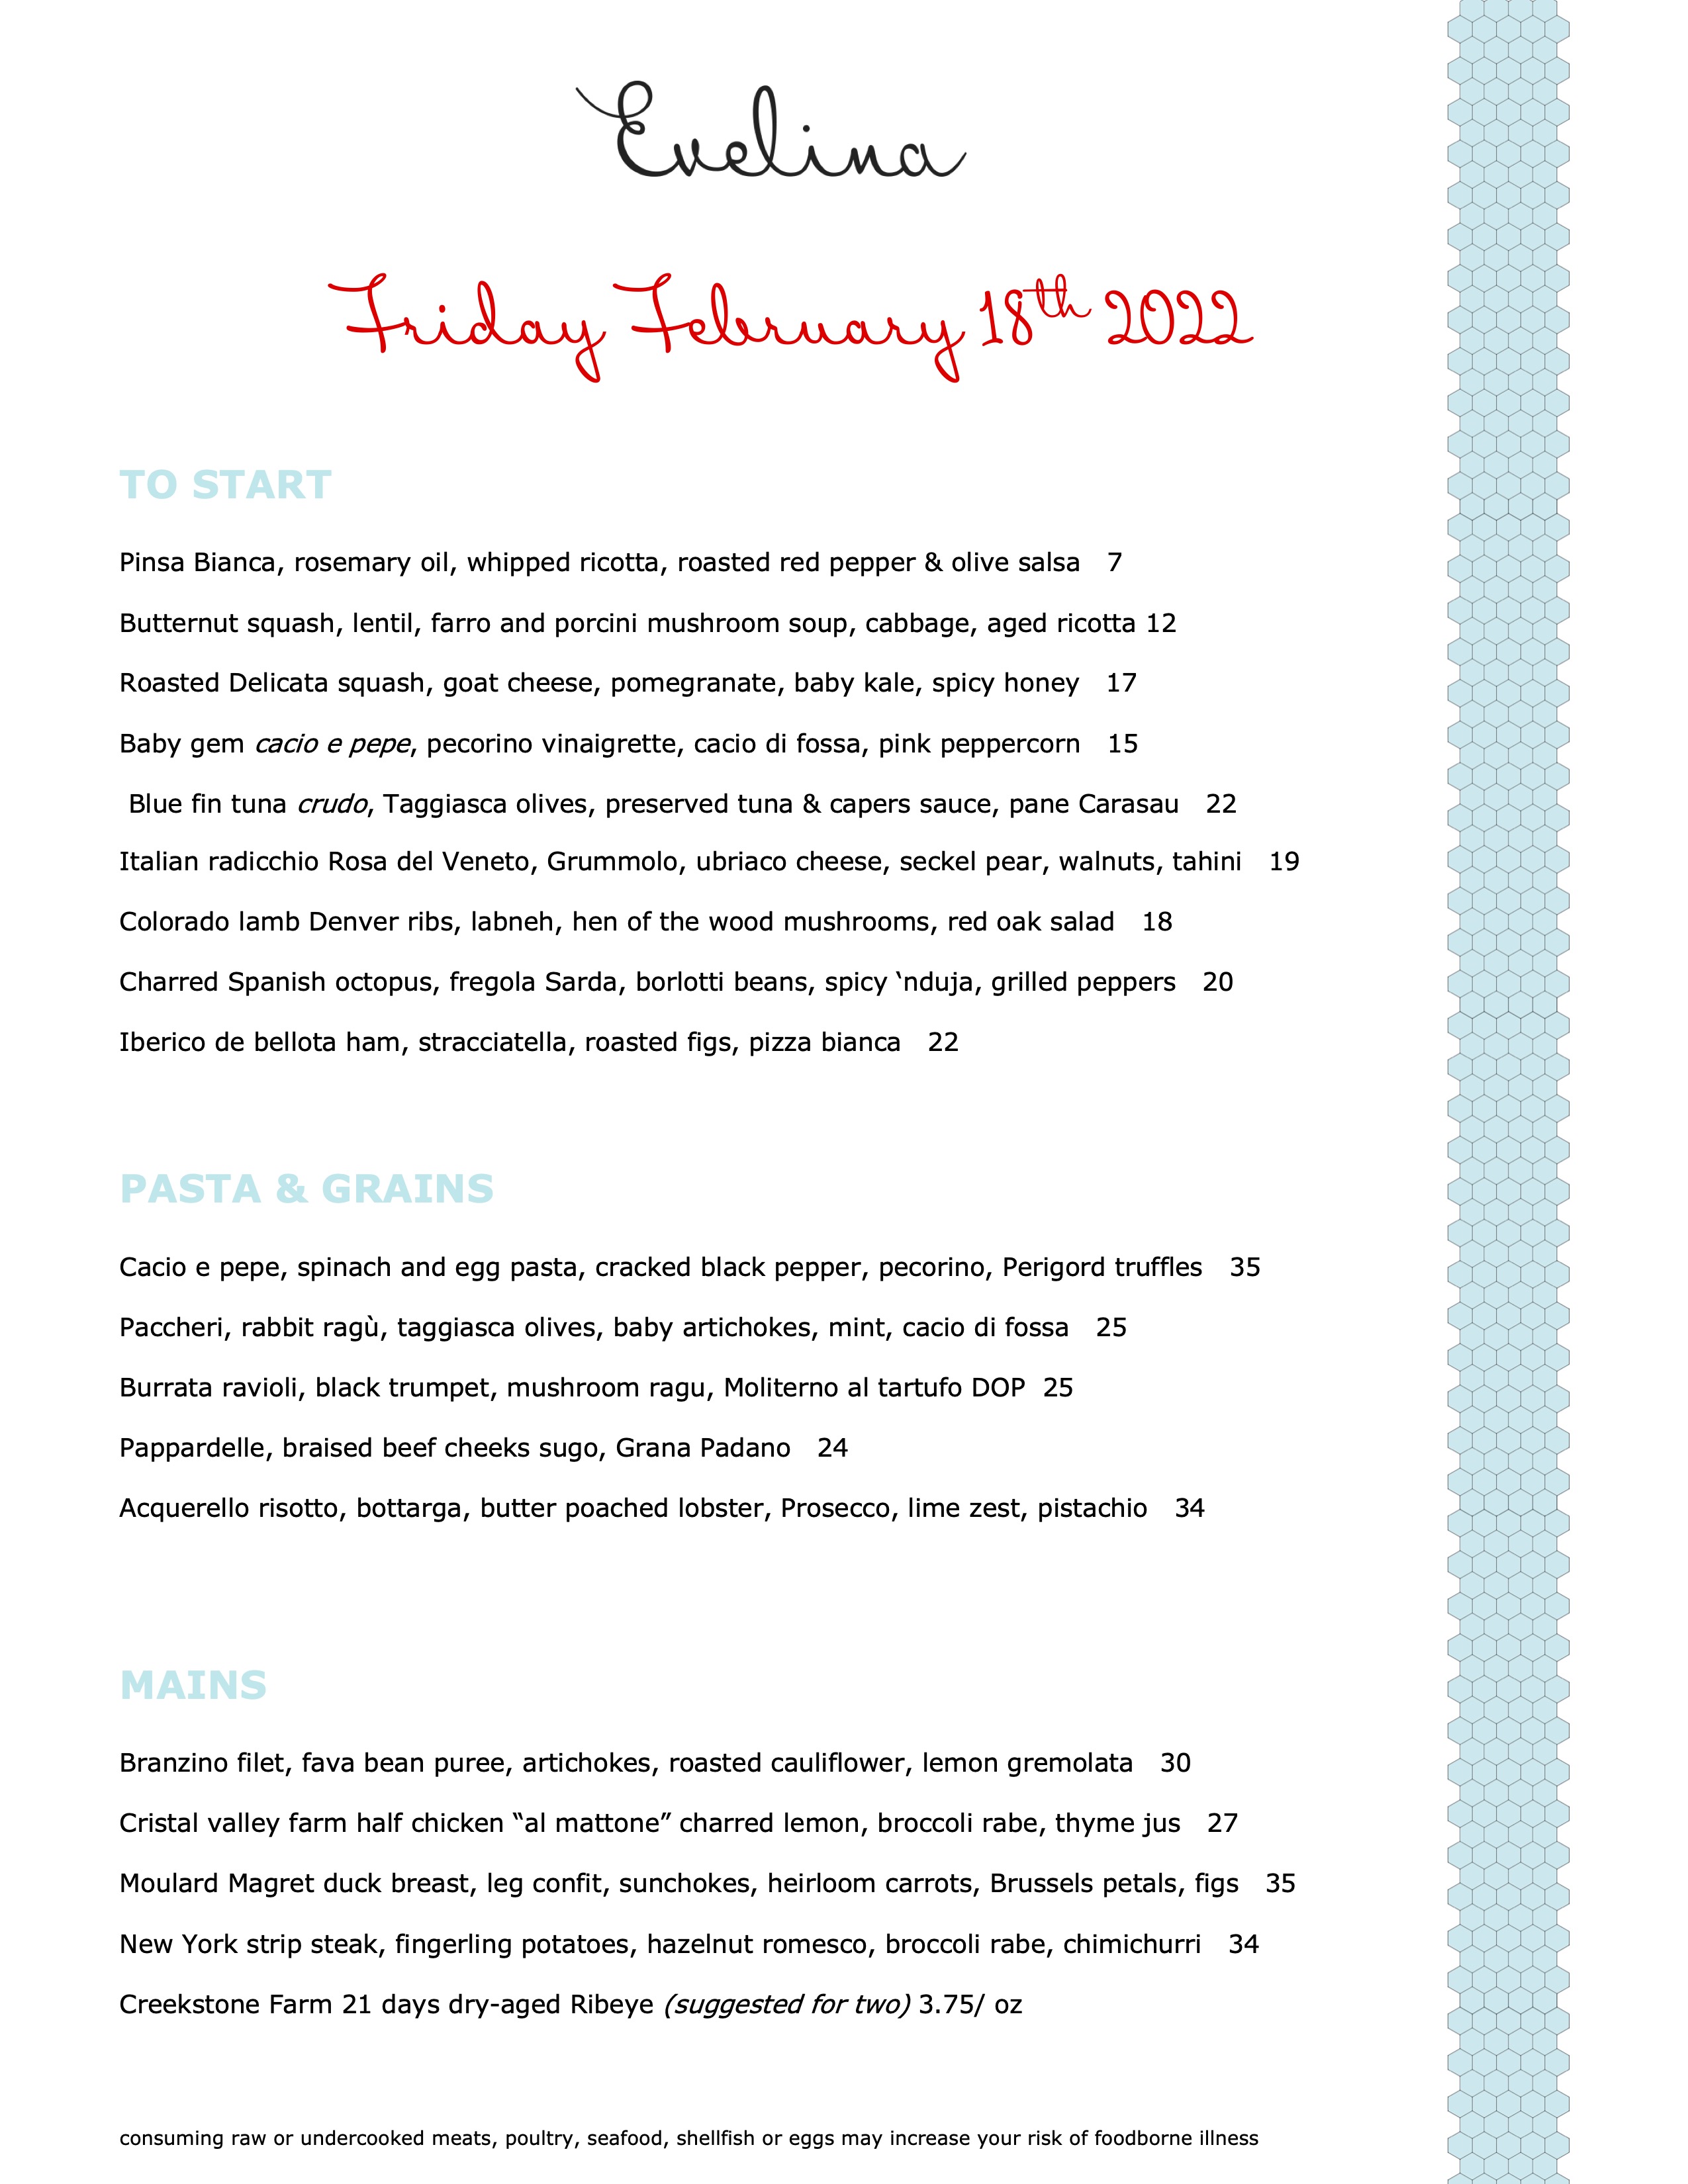 Evelina
Friday February 18th 2022
TO START
Pinsa Bianca, rosemary oil, whipped ricotta, roasted red pepper & olive salsa 7
Butternut squash, lentil, farro and porcini mushroom soup, cabbage, aged ricotta 12
Roasted Delicata squash, goat cheese, pomegranate, baby kale, spicy honey 17
Baby gem cacio e pepe, pecorino vinaigrette, cacio di fossa, pink peppercorn 15
Blue fin tuna crudo, Taggiasca olives, preserved tuna & capers sauce, pane Carasau 22
Italian radicchio Rosa del Veneto, Grummolo, ubriaco cheese, seckel pear, walnuts, tahini 19
Colorado lamb Denver ribs, labneh, hen of the wood mushrooms, red oak salad 18
Charred Spanish octopus, fregola Sarda, borlotti beans, spicy ‘nduja, grilled peppers 20
Iberico de bellota ham, stracciatella, roasted figs, pizza bianca 22
PASTA & GRAINS
Cacio e pepe, spinach and egg pasta, cracked black pepper, pecorino, Perigord truffles 35
Paccheri, rabbit ragù, taggiasca olives, baby artichokes, mint, cacio di fossa 25
Burrata ravioli, black trumpet, mushroom ragu, Moliterno al tartufo DOP 25
Pappardelle, braised beef cheeks sugo, Grana Padano 24
Acquerello risotto, bottarga, butter poached lobster, Prosecco, lime zest, pistachio 34
MAINS
Branzino filet, fava bean puree, artichokes, roasted cauliflower, lemon gremolata 30
Cristal valley farm half chicken “al mattone” charred lemon, broccoli rabe, thyme jus 27
Moulard Magret duck breast, leg confit, sunchokes, heirloom carrots, Brussels petals, figs 35
New York strip steak, fingerling potatoes, hazelnut romesco, broccoli rabe, chimichurri 34
Creekstone Farm 21 days dry-aged Ribeye (suggested for two) 3.75/ oz
consuming raw or undercooked meats, poultry, seafood, shellfish or eggs may increase your risk of foodborne illness